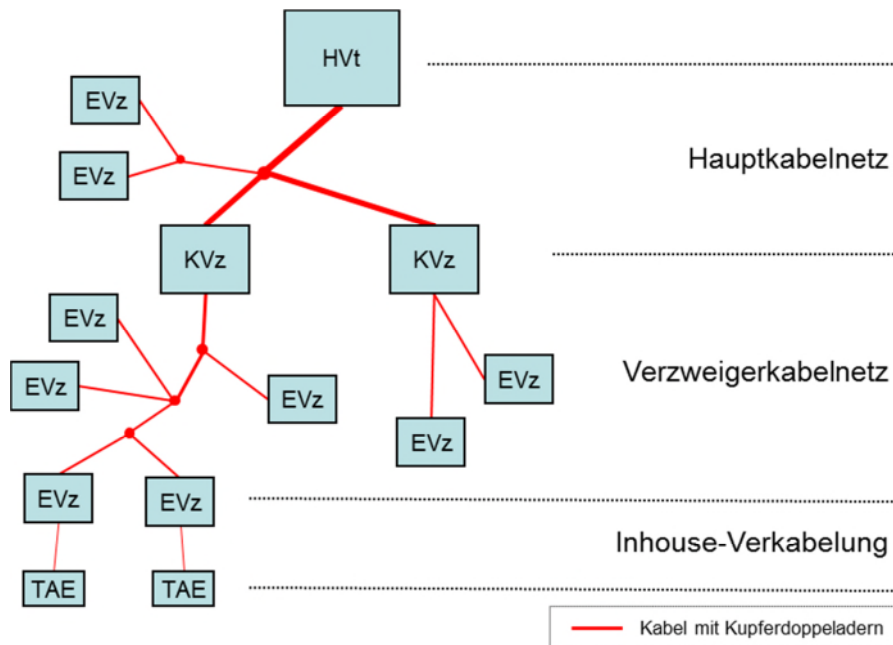 HVt
EVz
EVz
Hauptkabelnetz
KVz
KVz
EVz
EVz
EVz
EVz
Verzweigerkabelnetz
EVz
EVz
EVz
Inhouse-Verkabelung
TAE
TAE
Kabel mit Kupferdoppeladern